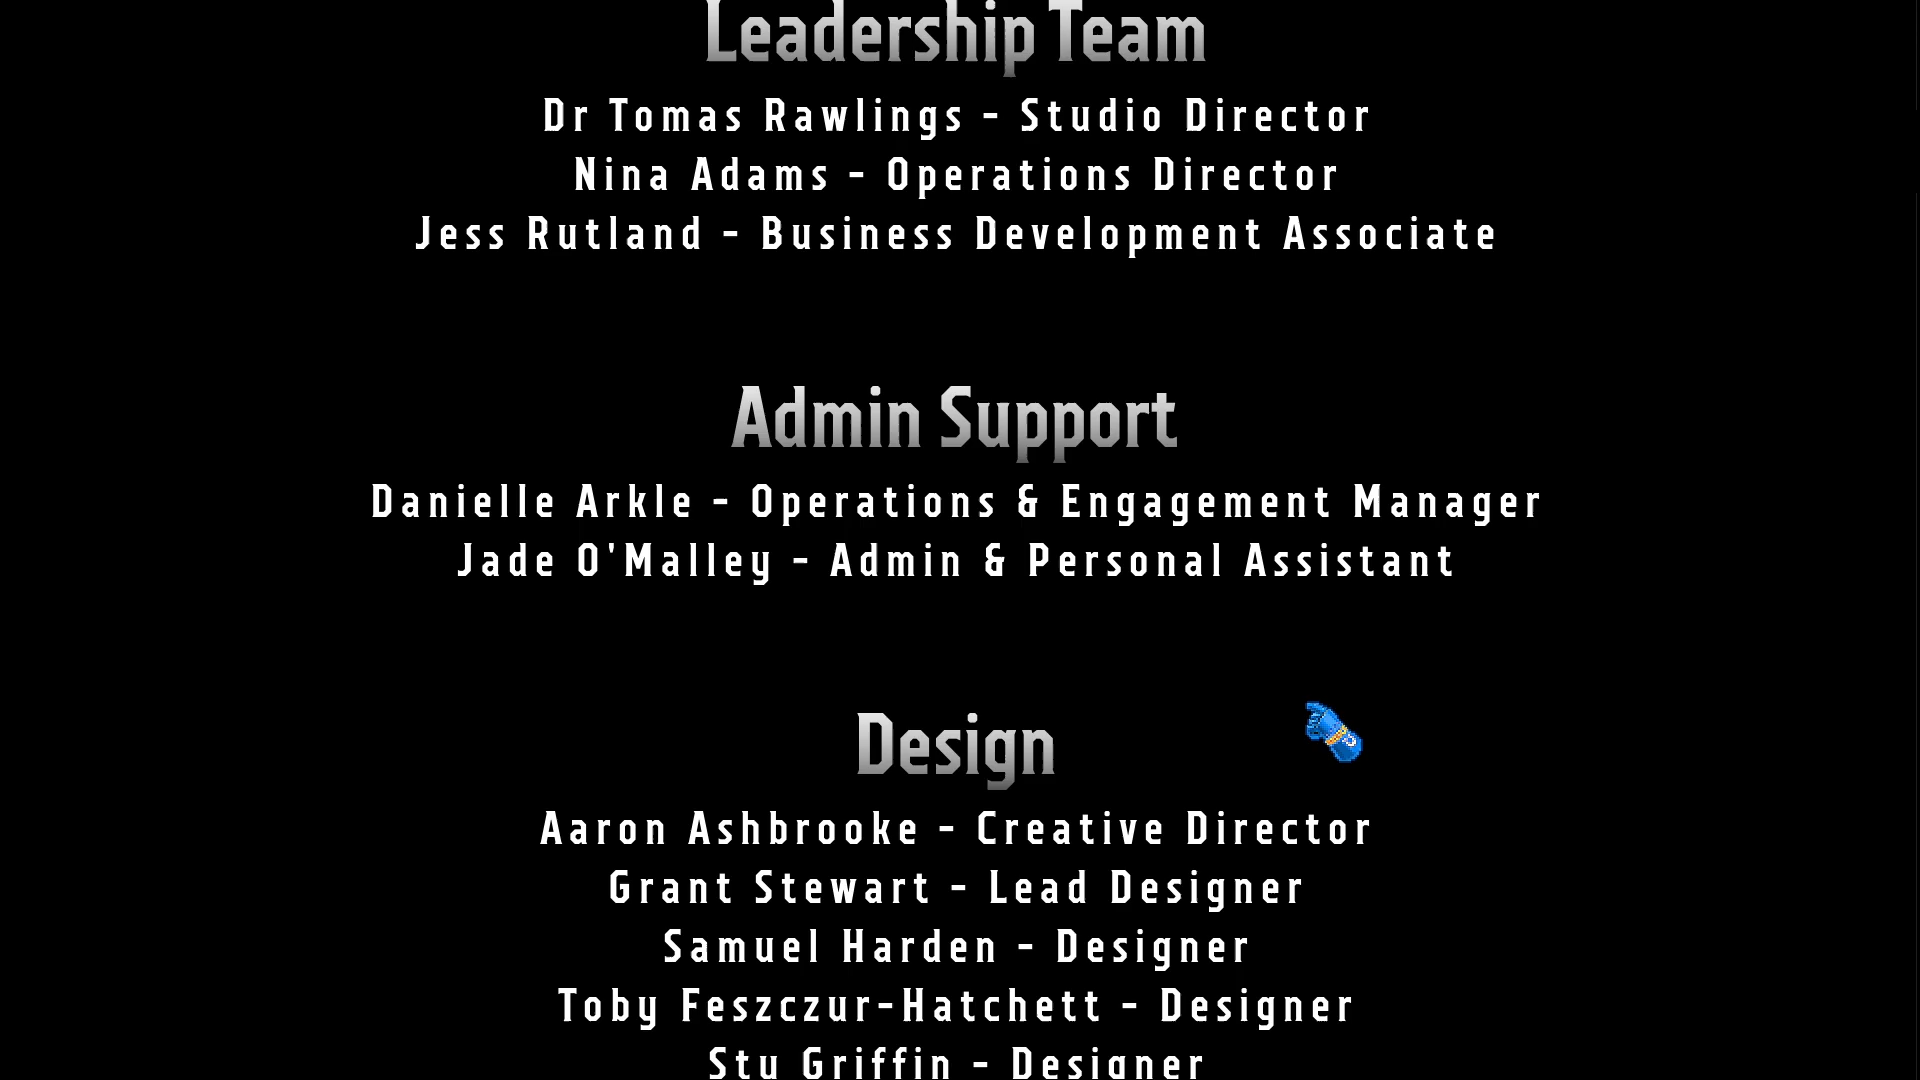 Leadership Team
Dr Tomas Rawlings - Studio Director
Nina Adams - Operations Director
Jess Rutland - Business Development Associate
Admin Support
Danielle Arkle - Operations & Engagement Manager
Jade O'Malley - Admin & Personal Assistant
Design
Aaron Ashbrooke - Creative Director
Grant Stewart - Lead Designer
Samuel Harden - Designer
Toby Feszczur-Hatchett - Designer
Stu Griffin - Designer